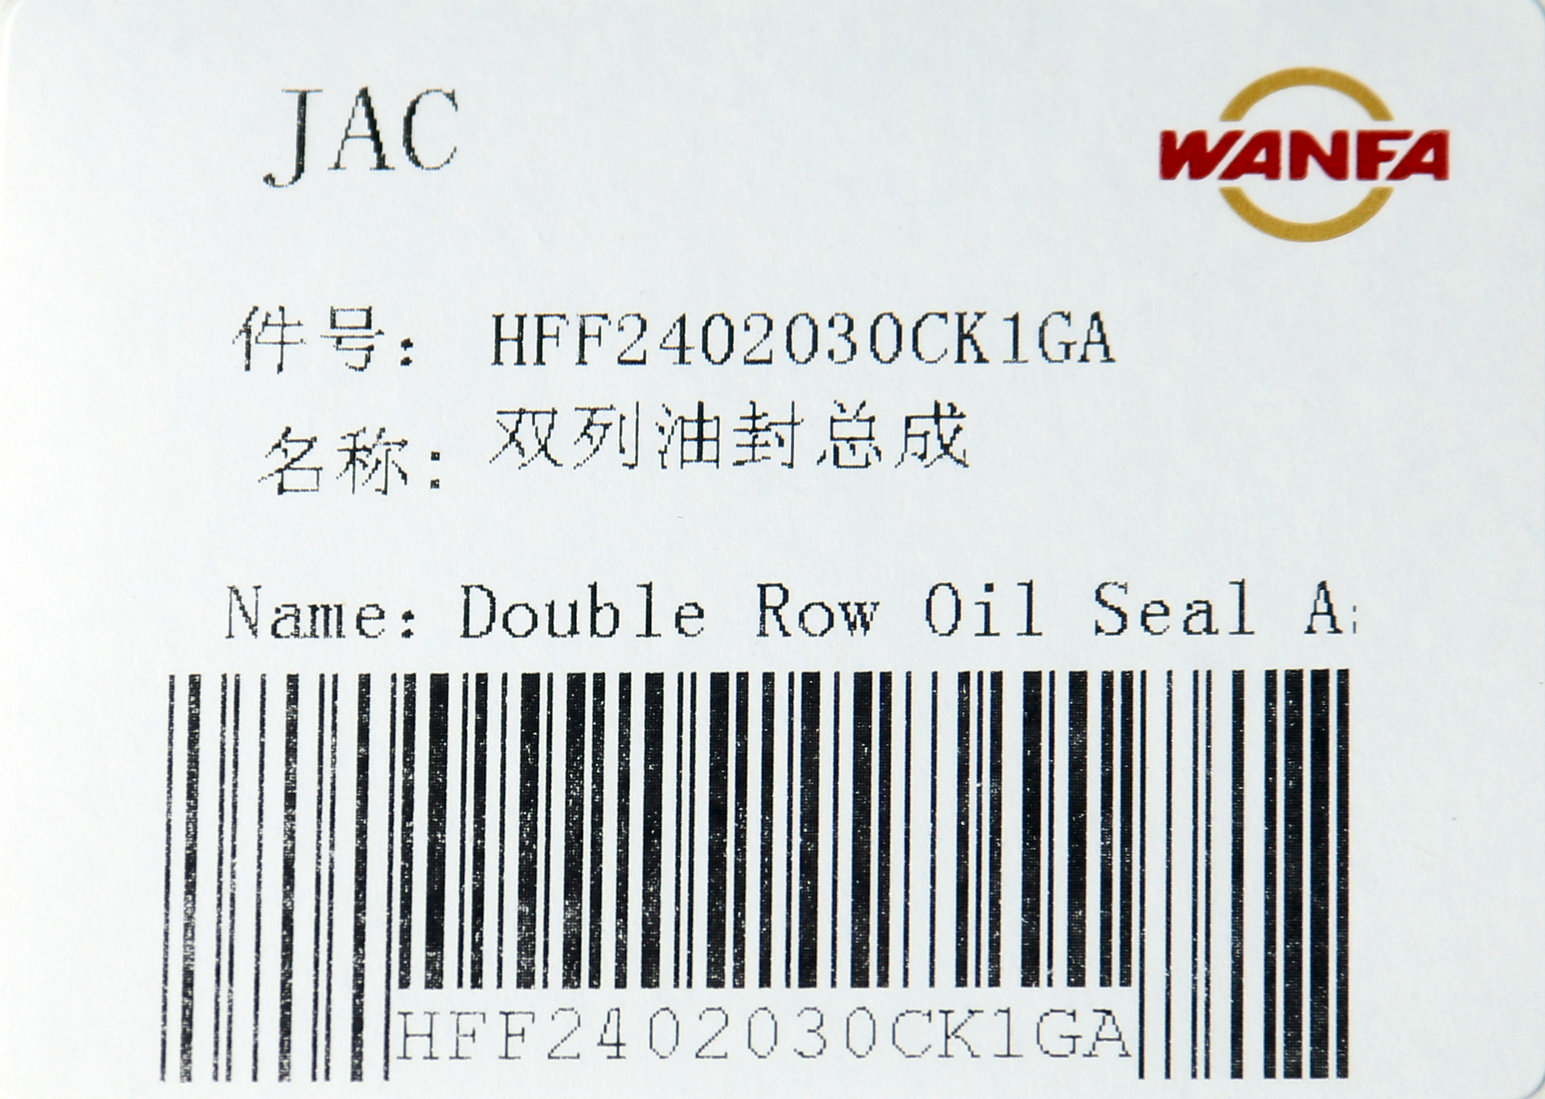 JAC
WANFA
件号: HFF2402030CK1GA
名称: 双列油封总成
Name: Double Row Oil Seal A
HFF2402030CK1GA